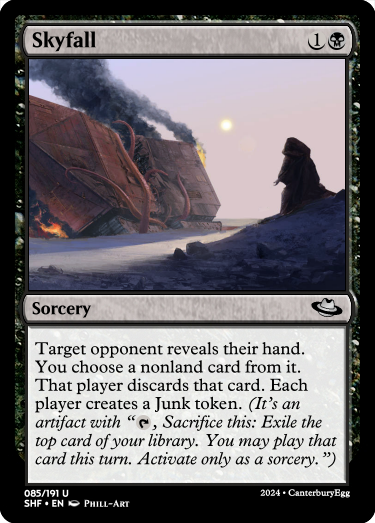 Skyfall 1
Sorcery
Target opponent reveals their hand.
You choose a nonland card from it.
That player discards that card. Each
player creates a Junk token. (It's an
artifact with “, Sacrifice this: Exile the
top card of your library. You may play that
card this turn. Activate only as a sorcery.”)
085/191 U
SHF • EN Phill-Art
2024 • CanterburyEgg